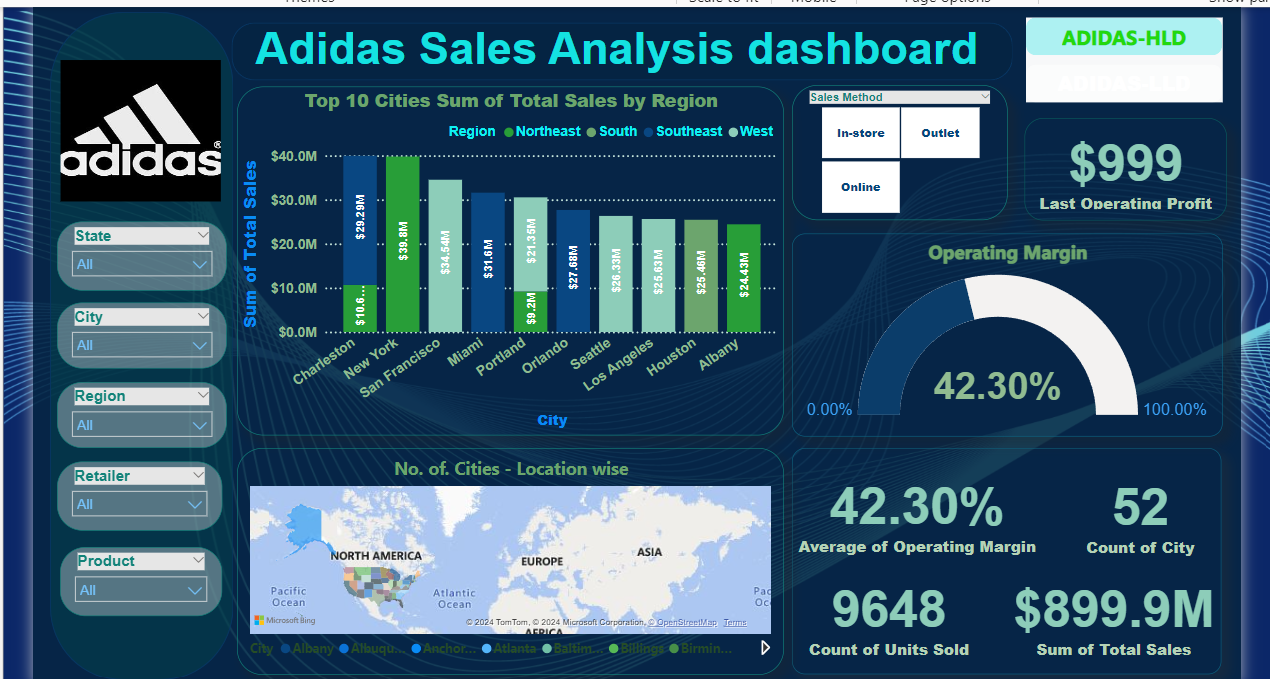 Themes Scale to fit Mobile Page options
Adidas Sales Analysis dashboard
ADIDAS-HLD
ADIDAS-LLD
adidas®
State
All
City
All
Region
All
Retailer
All
Product
All
Top 10 Cities Sum of Total Sales by Region
Region Northeast South Southeast West
Sum of Total Sales
$40.0M
$30.0M
$20.0M
$10.0M
$0.0M
$29.29M
$10.6...
$39.8M
$34.54M
$31.6M
$21.35M
$9.2M
$27.68M
$26.33M
$25.63M
$25.46M
$24.43M
Charleston
New York
San Francisco
Miami
Portland
Orlando
Seattle
Los Angeles
Houston
Albany
City
Sales Method
In-store
Outlet
Online
$999
Last Operating Profit
Operating Margin
42.30%
0.00%
100.00%
No. of. Cities - Location wise
NORTH AMERICA
EUROPE
ASIA
Pacific
Ocean
Atlantic
Ocean
AFRICA
Microsoft Bing
© 2024 TomTom, © 2024 Microsoft Corporation, © OpenStreetMap Terms
City Albany Albuqu... Anchor... Atlanta Baltim... Billings Birmin...
42.30%
Average of Operating Margin
52
Count of City
9648
Count of Units Sold
$899.9M
Sum of Total Sales